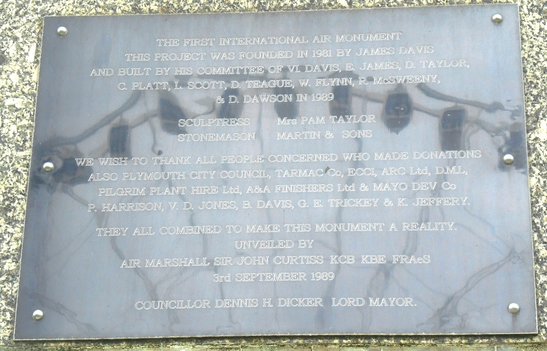 THE FIRST INTERNATIONAL AIR MONUMENT
THIS PROJECT WAS FOUNDED IN 1981 BY JAMES DAVIS
AND BUILT BY HIS COMMITTEE OF VI. DAVIS, E. JAMES, D. TAYLOR,
C. PLATT, L. SCOTT, D. TEAGUE, W. FLYNN, P. McSWEENY,
& D. DAWSON IN 1989
SCULPTRESS Mrs PAM TAYLOR
STONEMASON MARTIN & SONS
WE WISH TO THANK ALL PEOPLE CONCERNED WHO MADE DONATIONS
ALSO PLYMOUTH CITY COUNCIL, TARMAC Co, ECCI, ARC Ltd, D.M.L,
PILGRIM PLANT HIRE Ltd, A&A FINISHERS Ltd & MAYO DEV Co
P. HARRISON, V. D. JONES, B. DAVIS, G. E. TRICKEY & K. JEFFERY.
THEY ALL COMBINED TO MAKE THIS MONUMENT A REALITY.
UNVEILED BY
AIR MARSHALL SIR JOHN CURTISS KCB KBE FRAeS
3rd SEPTEMBER 1989
COUNCILLOR DENNIS H. DICKER LORD MAYOR.